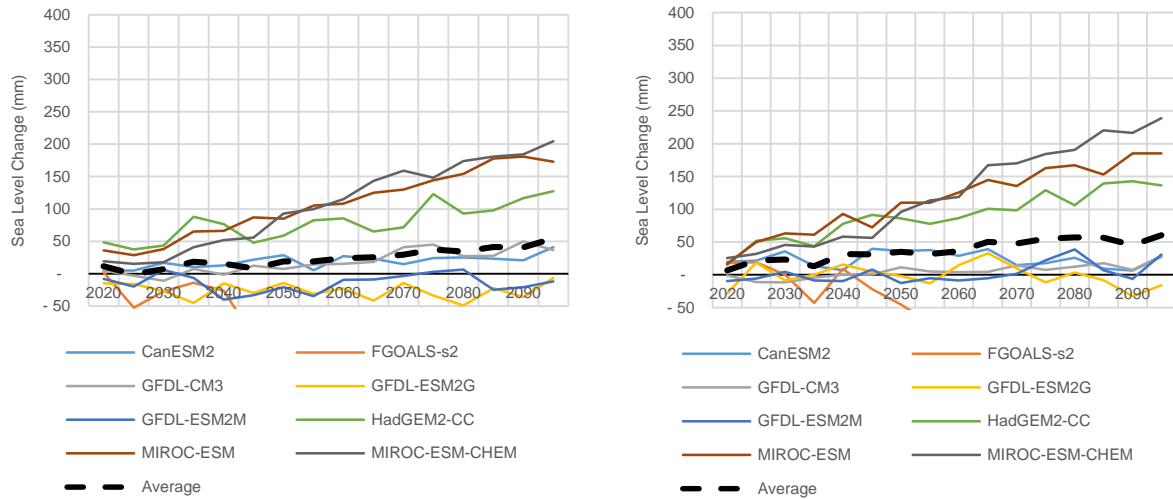 Sea Level Change (mm)
400
350
300
250
200
150
100
50
-
- 50
2020 2030 2040 2050 2060 2070 2080 2090
CanESM2 FGOALS-s2
GFDL-CM3 GFDL-ESM2G
GFDL-ESM2M HadGEM2-CC
MIROC-ESM MIROC-ESM-CHEM
Average
Sea Level Change (mm)
400
350
300
250
200
150
100
50
-
- 50
2020 2030 2040 2050 2060 2070 2080 2090
CanESM2 FGOALS-s2
GFDL-CM3 GFDL-ESM2G
GFDL-ESM2M HadGEM2-CC
MIROC-ESM MIROC-ESM-CHEM
Average